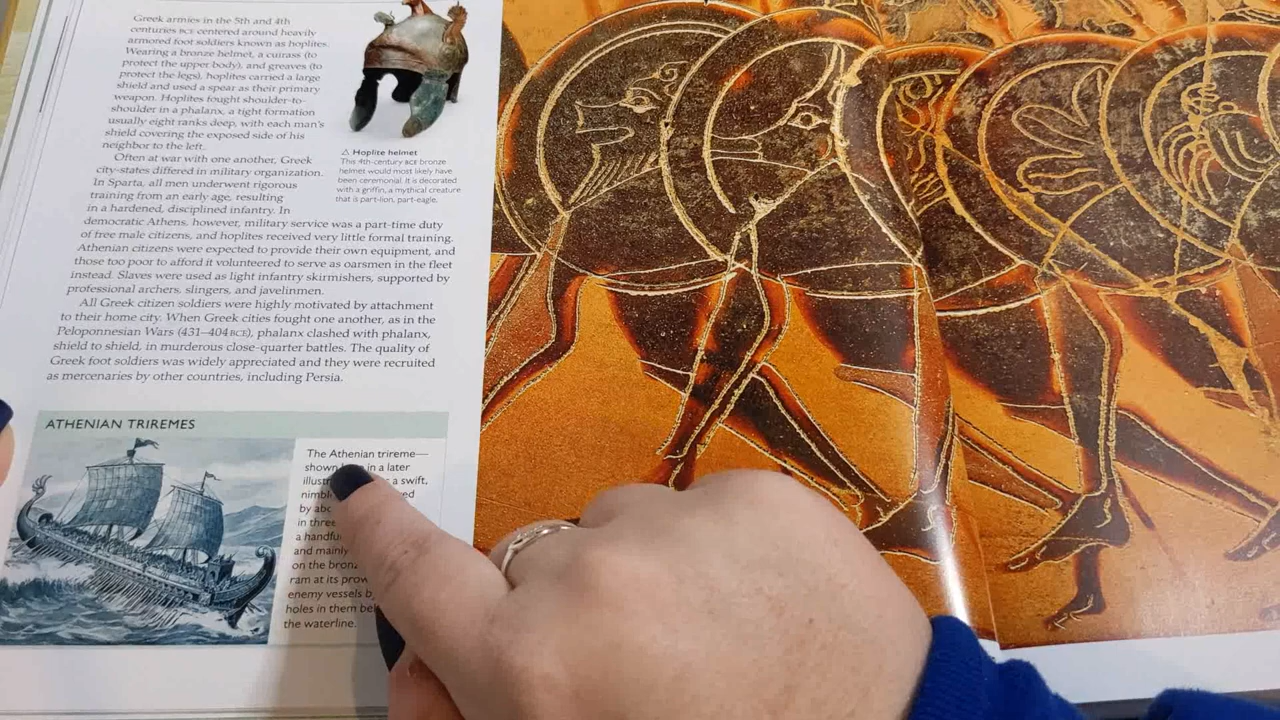 Greek armies in the 5th and 4th
centuries BCE centered around heavily
armored foot soldiers known as hoplites.
Wearing a bronze helmet, a cuirass (to
protect the upper body), and greaves (to
protect the legs), hoplites carried a large
shield and used a spear as their primary
weapon. Hoplites fought shoulder-to-
shoulder in a phalanx, a tight formation
usually eight ranks deep, with each man's
shield covering the exposed side of his
neighbor to the left.
Often at war with one another, Greek
city-states differed in military organization.
In Sparta, all men underwent rigorous
training from an early age, resulting
in a hardened, disciplined infantry. In
democratic Athens, however, military service was a part-time duty
of free male citizens, and hoplites received very little formal training.
Athenian citizens were expected to provide their own equipment, and
those too poor to afford it volunteered to serve as oarsmen in the fleet
instead. Slaves were used as light infantry skirmishers, supported by
professional archers, slingers, and javelinmen.
All Greek citizen soldiers were highly motivated by attachment
to their home city. When Greek cities fought one another, as in the
Peloponnesian Wars (431–404 BCE), phalanx clashed with phalanx,
shield to shield, in murderous close-quarter battles. The quality of
Greek foot soldiers was widely appreciated and they were recruited
as mercenaries by other countries, including Persia.
△ Hoplite helmet
This 4th-century BCE bronze
helmet would most likely have
been ceremonial. It is decorated
with a griffin, a mythical creature
that is part-lion, part-eagle.
ATHENIAN TRIREMES
The Athenian trireme—
shown in a later
a swift,
by
in three
a
and mainly
on the bronz
ram at its prow
enemy vessels
holes in them
the waterline.